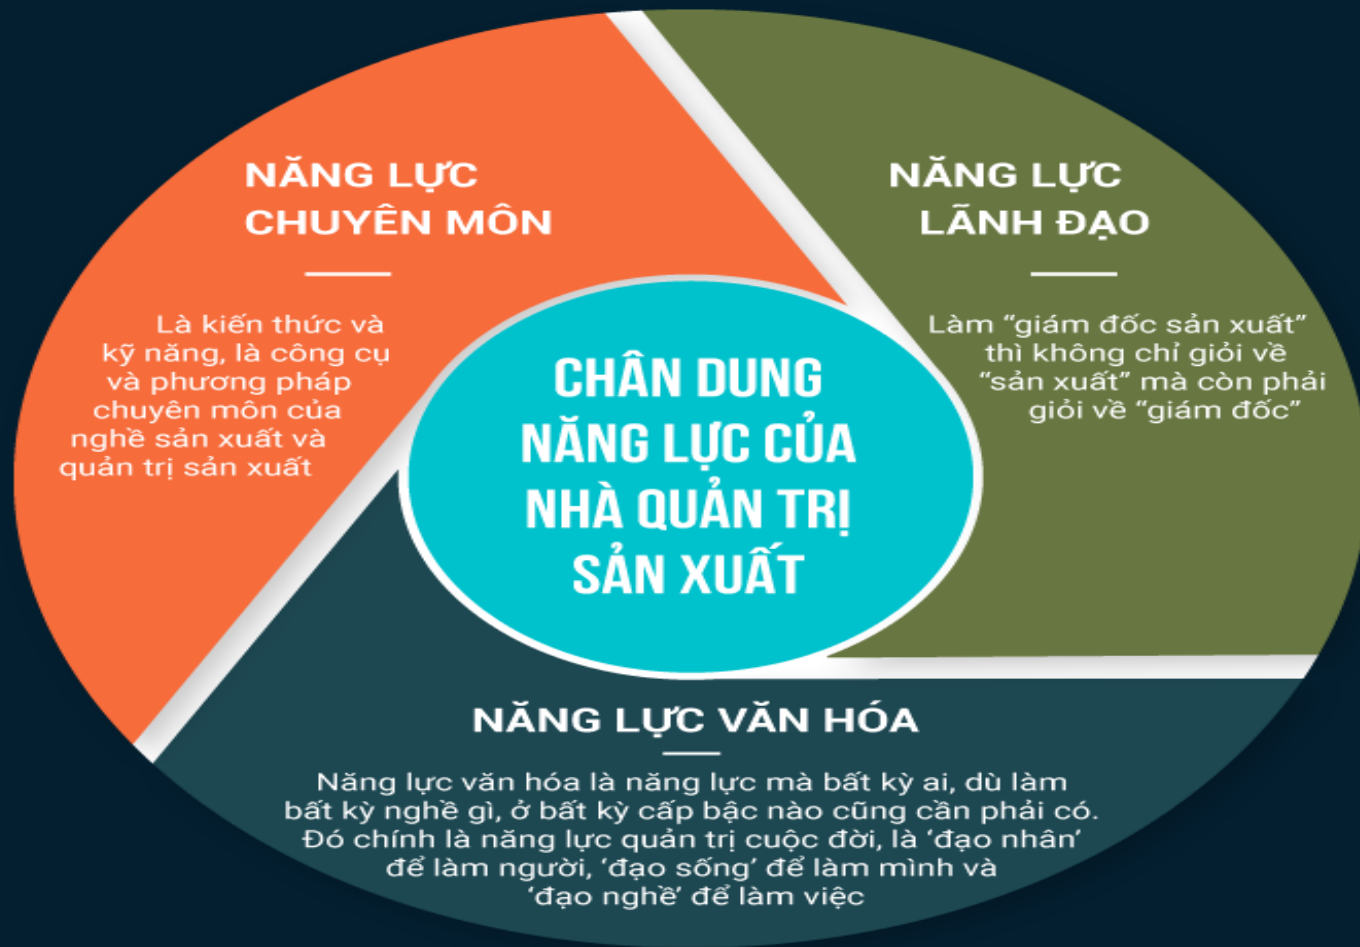 NĂNG LỰC
CHUYÊN MÔN
Là kiến thức và
kỹ năng, là công cụ
và phương pháp
chuyên môn của
nghề sản xuất và
quản trị sản xuất
NĂNG LỰC
LÃNH ĐẠO
Làm “giám đốc sản xuất”
thì không chỉ giỏi về
“sản xuất” mà còn phải
giỏi về “giám đốc”
CHÂN DUNG
NĂNG LỰC CỦA
NHÀ QUẢN TRỊ
SẢN XUẤT
NĂNG LỰC VĂN HÓA
Năng lực văn hóa là năng lực mà bất kỳ ai, dù làm
bất kỳ nghề gì, ở bất kỳ cấp bậc nào cũng cần phải có.
Đó chính là năng lực quản trị cuộc đời, là ‘đạo nhân’
để làm người, ‘đạo sống’ để làm mình và
‘đạo nghề’ để làm việc